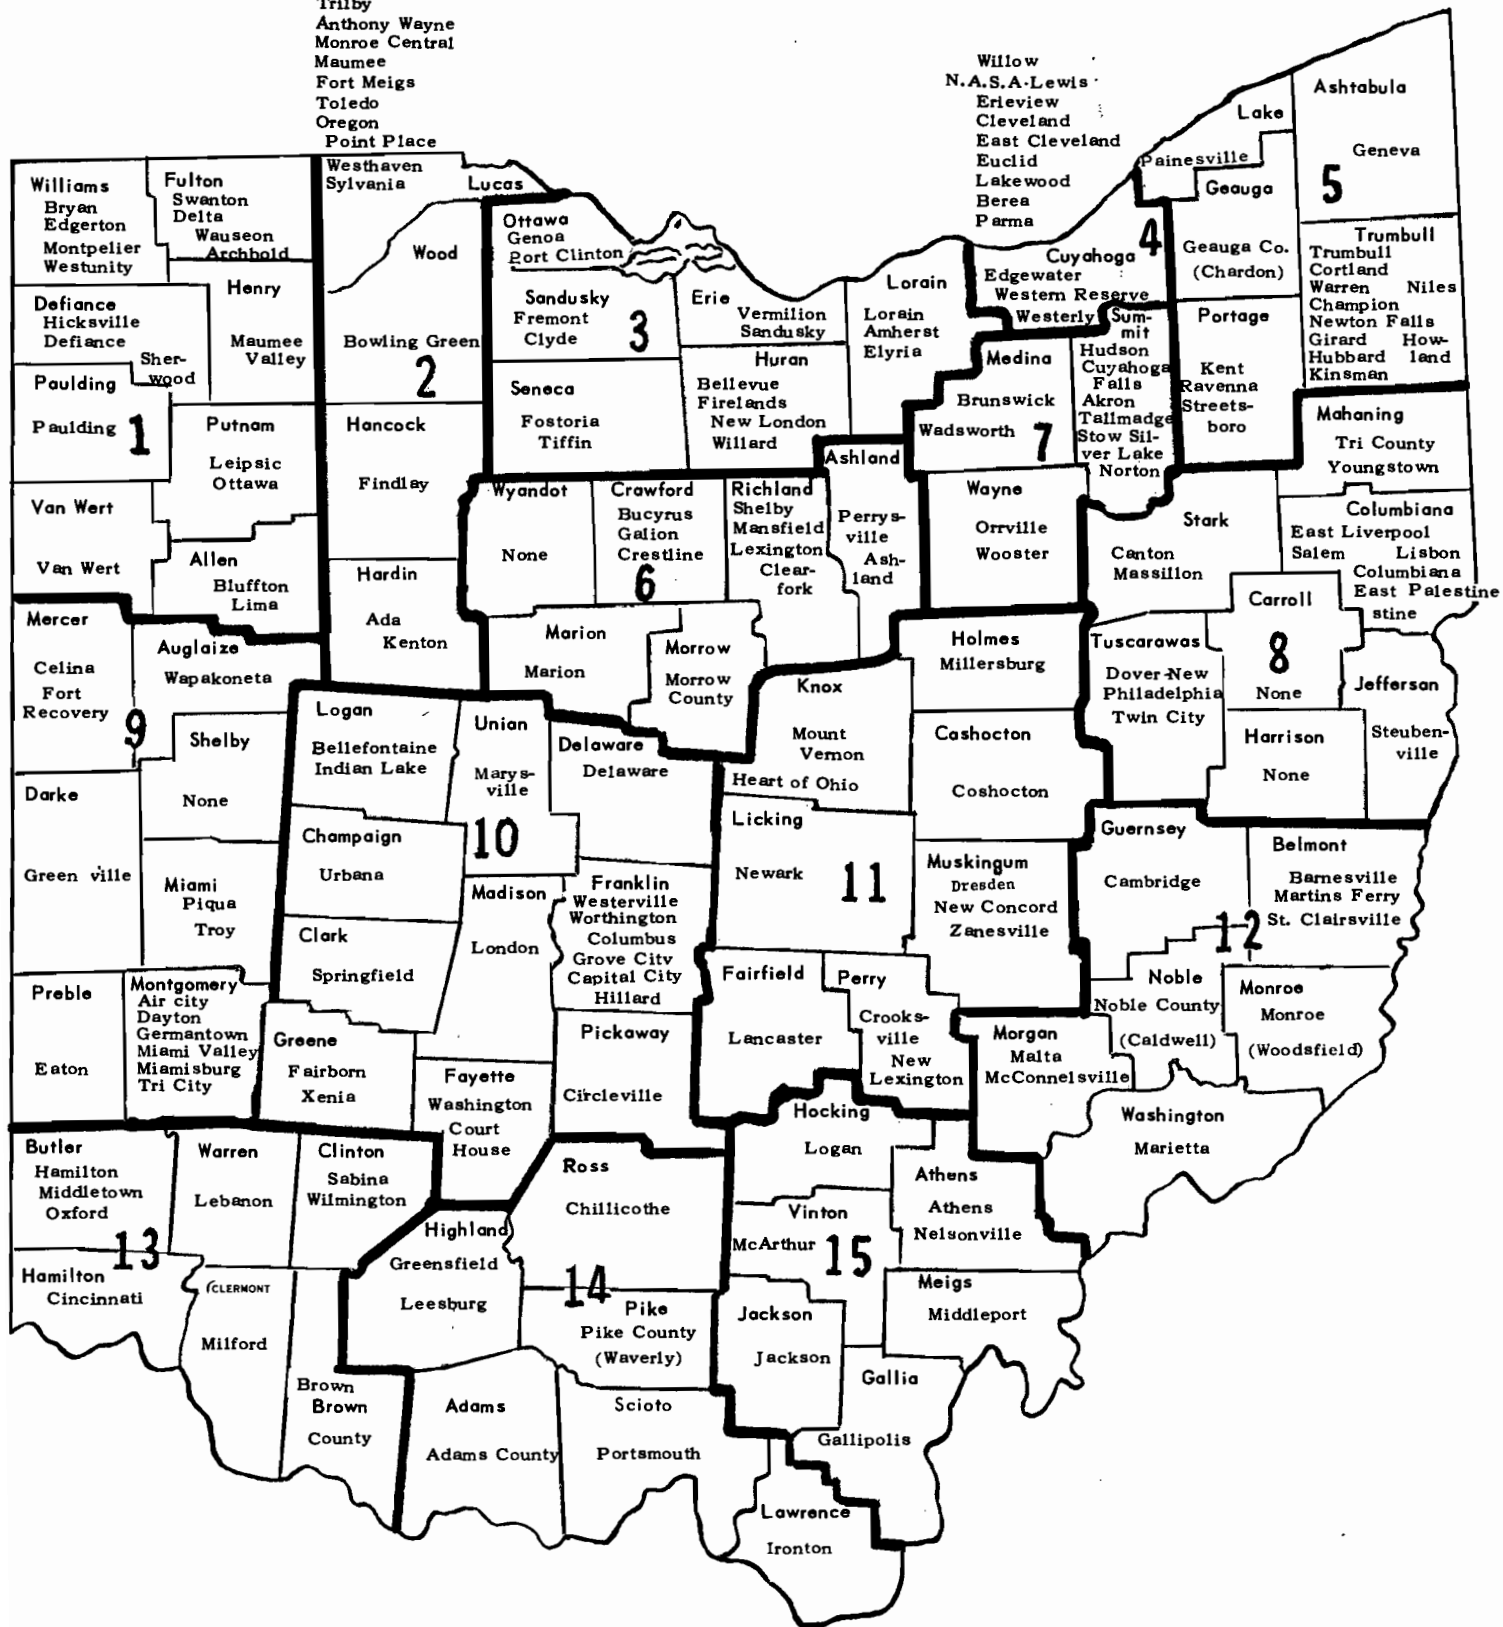 Trilby
Anthony Wayne
Monroe Central
Maumee
Fort Meigs
Toledo
Oregon
Point Place
Westhaven
Sylvania
Lucas
Willow
N.A.S.A-Lewis
Erieview
Cleveland
East Cleveland
Euclid
Lakewood
Berea
Parma
Williams
Bryan
Edgerton
Montpelier
Westunity
Fulton
Swanton
Delta
Wauseon
Archbold
Henry
Maumee
Valley
Defiance
Hicksville
Defiance
Sher-
wood
Paulding
Paulding
1
Putnam
Leipsic
Ottawa
Van Wert
Van Wert
Allen
Bluffton
Lima
Wood
Bowling Green
2
Hancock
Findlay
Hardin
Ada
Kenton
Ottawa
Genoa
Port Clinton
Sandusky
Fremont
Clyde
3
Erie
Vermilion
Sandusky
Seneca
Fostoria
Tiffin
Huran
Bellevue
Firelands
New London
Willard
Lorain
Lorain
Amherst
Elyria
Cuyahoga
Edgewater
Western Reserve
Westerly
4
Lake
Painesville
Geauga
Geauga Co.
(Chardon)
Ashtabula
Geneva
5
Trumbull
Trumbull
Cortland
Warren Niles
Champion
Newton Falls
Girard How-
Hubbard land
Kinsman
Portage
Kent
Ravenna
Streets-
boro
Sum-
mit
Hudson
Cuyahoga
Falls
Akron
Tallmadge
Stow Sil-
ver Lake
Norton
Medina
Brunswick
Wadsworth
7
Wayne
Orrville
Wooster
Wyandot
None
Crawford
Bucyrus
Galion
Crestline
6
Richland
Shelby
Mansfield
Lexington
Clear-
fork
Ashland
Perrys-
ville
Ash-
land
Marion
Marion
Morrow
Morrow
County
Mahaning
Tri County
Youngstown
Columbiana
East Liverpool
Salem Lisbon
Columbiana
East Palestine
stine
Stark
Canton
Massillon
Carroll
8
None
Tuscarawas
Dover-New
Philadelphia
Twin City
Jeffersan
Steuben-
ville
Harrison
None
Mercer
Celina
Fort
Recovery
9
Auglaize
Wapakoneta
Shelby
None
Darke
Green ville
Miami
Piqua
Troy
Preble
Eaton
Montgomery
Air city
Dayton
Germantown
Miami Valley
Miamisburg
Tri City
Logan
Bellefontaine
Indian Lake
Unian
Marys-
ville
10
Delaware
Delaware
Champaign
Urbana
Clark
Springfield
Madison
London
Franklin
Westerville
Worthington
Columbus
Grove City
Capital City
Hillard
Greene
Fairborn
Xenia
Fayette
Washington
Court
House
Pickaway
Circleville
Knox
Mount
Vernon
Heart of Ohio
Holmes
Millersburg
Cashocton
Coshocton
Licking
Newark
11
Muskingum
Dresden
New Concord
Zanesville
Fairfield
Lancaster
Perry
Crooks-
ville
New
Lexington
Guernsey
Cambridge
Belmont
Barnesville
Martins Ferry
St. Clairsville
12
Noble
Noble County
(Caldwell)
Monroe
Monroe
(Woodsfield)
Morgan
Malta
McConnelsville
Washington
Marietta
Butler
Hamilton
Middletown
Oxford
13
Warren
Lebanon
Clinton
Sabina
Wilmington
Hamilton
Cincinnati
CLERMONT
Milford
Brown
Brown
County
Highland
Greensfield
Leesburg
Ross
Chillicothe
14
Pike
Pike County
(Waverly)
Adams
Adams County
Scioto
Portsmouth
Hocking
Logan
Athens
Athens
Nelsonville
Vinton
McArthur
15
Meigs
Middleport
Jackson
Jackson
Gallia
Gallipolis
Lawrence
Ironton